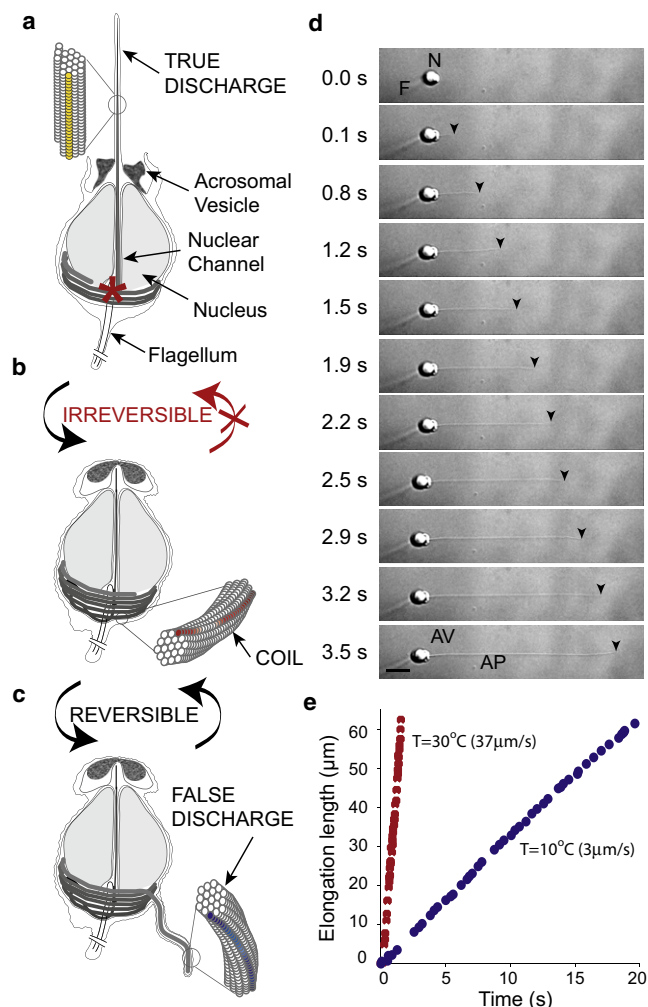 a
TRUE
DISCHARGE
Acrosomal
Vesicle
Nuclear
Channel
Nucleus
Flagellum
b
IRREVERSIBLE
COIL
c
REVERSIBLE
FALSE
DISCHARGE
d
0.0 s
N
F
0.1 s
0.8 s
1.2 s
1.5 s
1.9 s
2.2 s
2.5 s
2.9 s
3.2 s
3.5 s
AV
AP
e
Elongation length (μm)
60
50
40
30
20
10
0
T=30°C (37μm/s)
T=10°C (3μm/s)
0
5
10
15
20
Time (s)